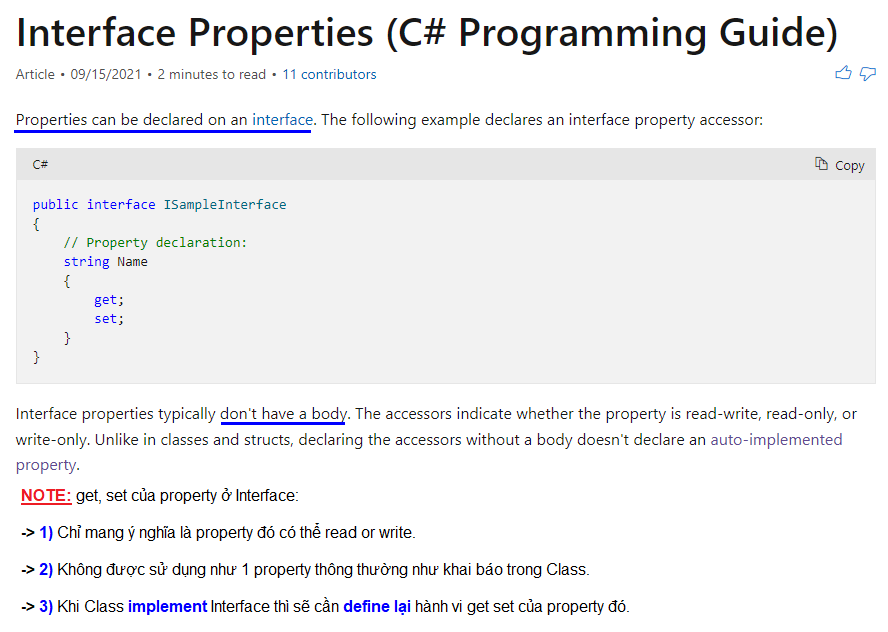 Interface Properties (C# Programming Guide)
Article • 09/15/2021 • 2 minutes to read • 11 contributors
Properties can be declared on an interface. The following example declares an interface property accessor:
C#
Copy
public interface ISampleInterface
{
    // Property declaration:
    string Name
    {
        get;
        set;
    }
}
Interface properties typically don't have a body. The accessors indicate whether the property is read-write, read-only, or
write-only. Unlike in classes and structs, declaring the accessors without a body doesn't declare an auto-implemented
property.
NOTE: get, set của property ở Interface:
-> 1) Chỉ mang ý nghĩa là property đó có thể read or write.
-> 2) Không được sử dụng như 1 property thông thường như khai báo trong Class.
-> 3) Khi Class implement Interface thì sẽ cần define lại hành vi get set của property đó.